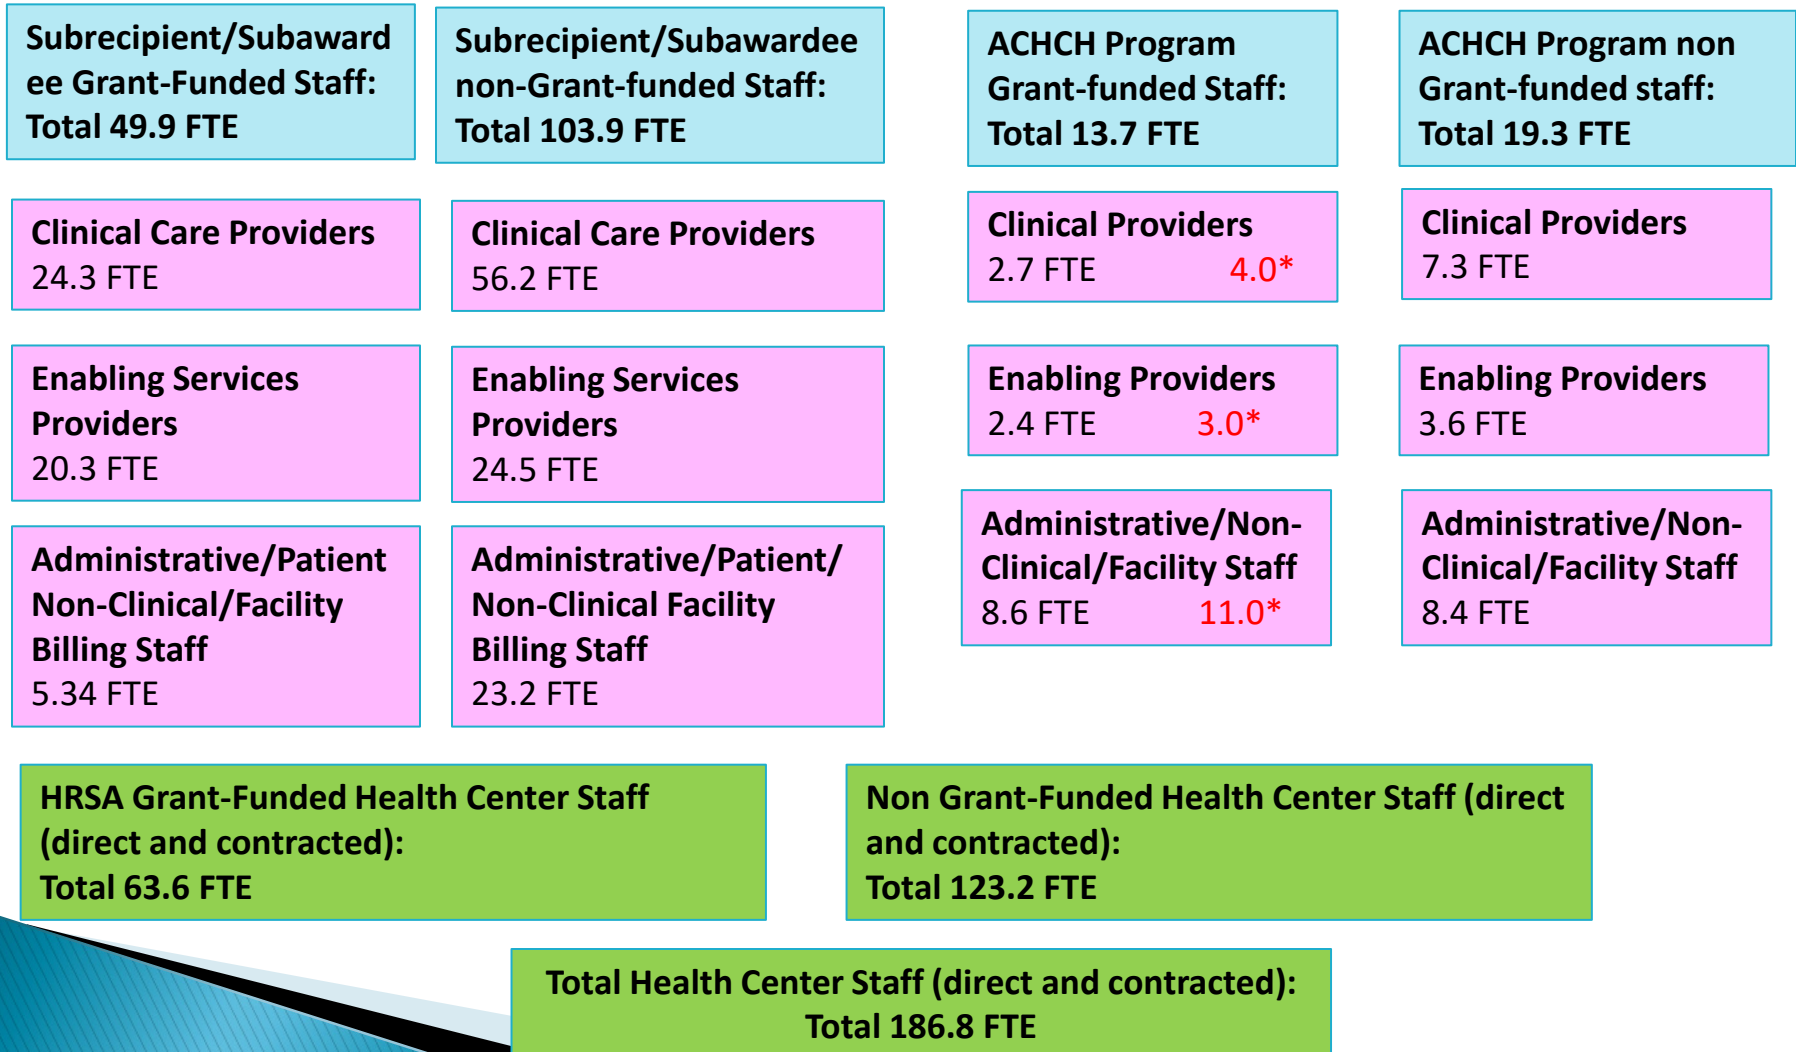 Subrecipient/Subaward
ee Grant-Funded Staff:
Total 49.9 FTE
Subrecipient/Subawardee
non-Grant-funded Staff:
Total 103.9 FTE
ACHCH Program
Grant-funded Staff:
Total 13.7 FTE
ACHCH Program non
Grant-funded staff:
Total 19.3 FTE
Clinical Care Providers
24.3 FTE
Clinical Care Providers
56.2 FTE
Clinical Providers
2.7 FTE 4.0*
Clinical Providers
7.3 FTE
Enabling Services
Providers
20.3 FTE
Enabling Services
Providers
24.5 FTE
Enabling Providers
2.4 FTE 3.0*
Enabling Providers
3.6 FTE
Administrative/Patient
Non-Clinical/Facility
Billing Staff
5.34 FTE
Administrative/Patient/
Non-Clinical Facility
Billing Staff
23.2 FTE
Administrative/Non-
Clinical/Facility Staff
8.6 FTE 11.0*
Administrative/Non-
Clinical/Facility Staff
8.4 FTE
HRSA Grant-Funded Health Center Staff
(direct and contracted):
Total 63.6 FTE
Non Grant-Funded Health Center Staff (direct
and contracted):
Total 123.2 FTE
Total Health Center Staff (direct and contracted):
Total 186.8 FTE